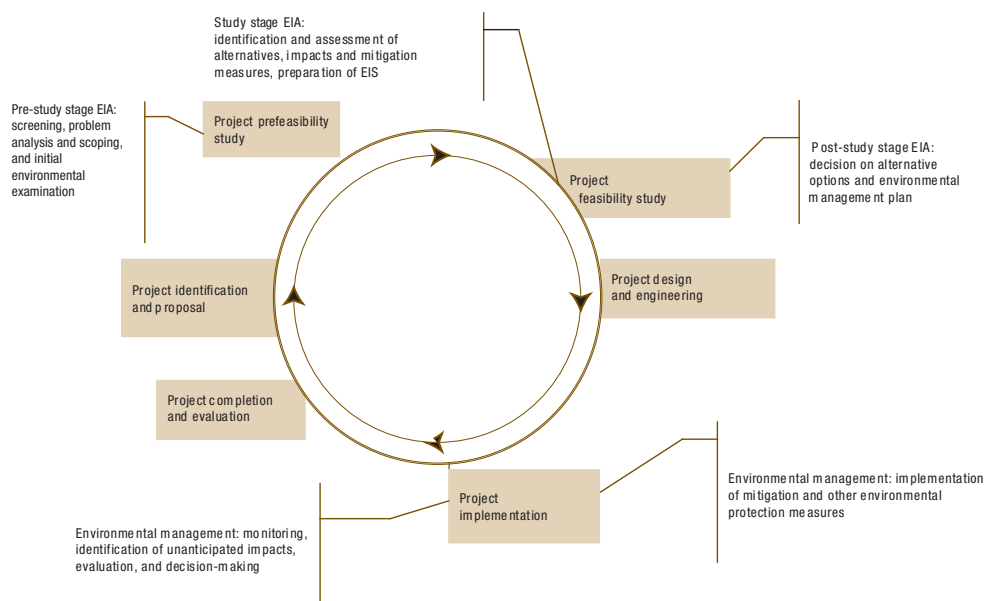 Study stage EIA:
identification and assessment of
alternatives, impacts and mitigation
measures, preparation of EIS
Pre-study stage EIA:
screening, problem
analysis and scoping,
and initial
environmental
examination
Project prefeasibility
study
Project
feasibility study
Post-study stage EIA:
decision on alternative
options and environmental
management plan
Project identification
and proposal
Project design
and engineering
Project completion
and evaluation
Project
implementation
Environmental management: implementation
of mitigation and other environmental
protection measures
Environmental management: monitoring,
identification of unanticipated impacts,
evaluation, and decision-making